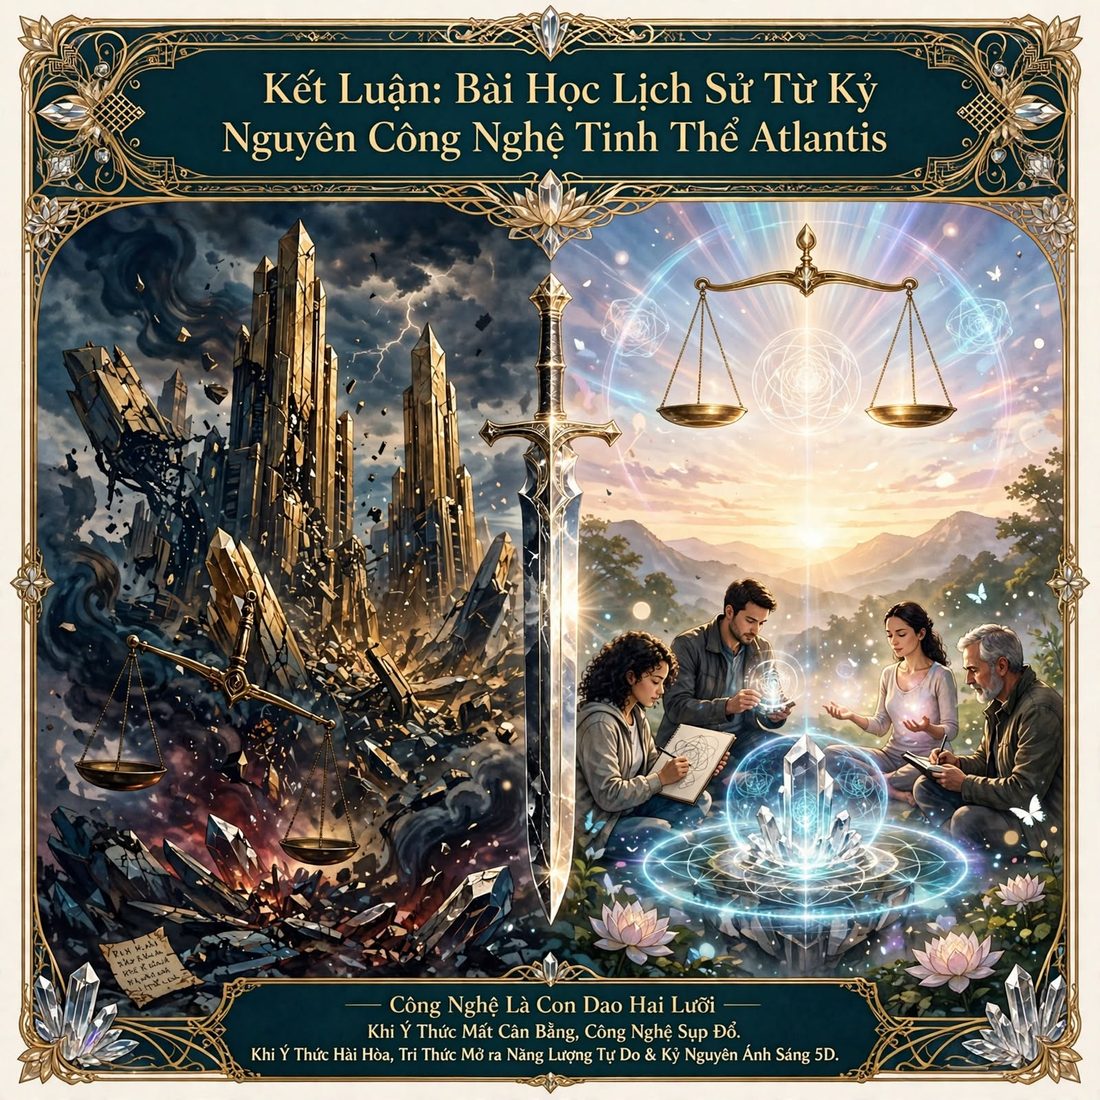 Kết Luận: Bài Học Lịch Sử Từ Kỷ
Nguyên Công Nghệ Tinh Thể Atlantis
Công Nghệ Là Con Dao Hai Lưỡi
Khi Ý Thức Mất Cân Bằng, Công Nghệ Sụp Đổ.
Khi Ý Thức Hài Hòa, Tri Thức Mở ra Năng Lượng Tự Do & Kỷ Nguyên Ánh Sáng 5D.